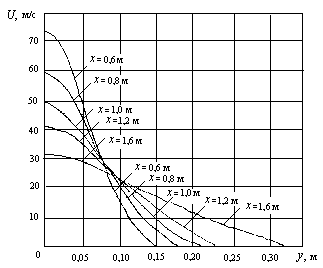 U, м/с
70
60
50
40
30
20
10
0
X = 0,6 м
X = 0,8 м
X = 1,0 м
X = 1,2 м
X = 1,6 м
X = 0,6 м
X = 0,8 м
X = 1,0 м
X = 1,2 м
X = 1,6 м
0,05 0,10 0,15 0,20 0,25 0,30 y, м